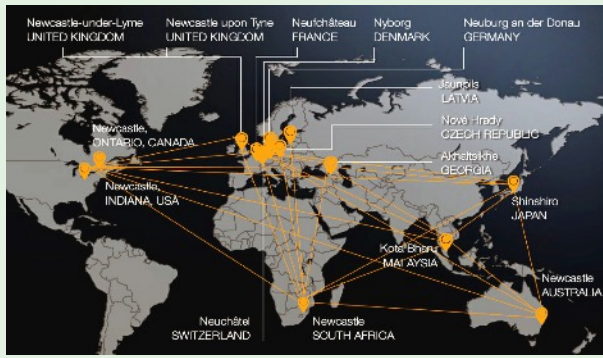 Newcastle-under-Lyme
UNITED KINGDOM
Newcastle upon Tyne
UNITED KINGDOM
Neufchâteau
FRANCE
Nyborg
DENMARK
Neuburg an der Donau
GERMANY
Jaunpils
LATVIA
Nové Hrady
CZECH REPUBLIC
Akhaltsikhe
GEORGIA
Newcastle,
ONTARIO, CANADA
Newcastle,
INDIANA, USA
Shinshiro
JAPAN
Kota Bharu
MALAYSIA
Newcastle
AUSTRALIA
Neuchâtel
SWITZERLAND
Newcastle
SOUTH AFRICA